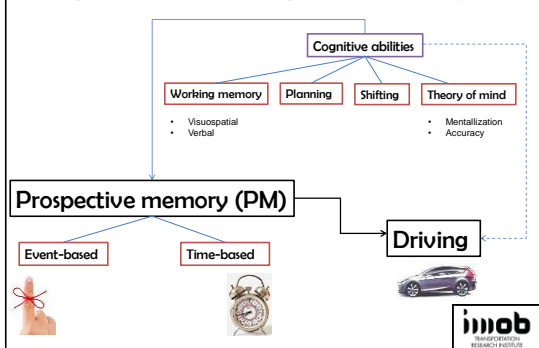 Cognitive abilities
Working memory
Planning
Shifting
Theory of mind
• Visuospatial
• Verbal
• Mentallization
• Accuracy
Prospective memory (PM)
Driving
Event-based
Time-based
imob
TRANSPORTATION
RESEARCH INSTITUTE